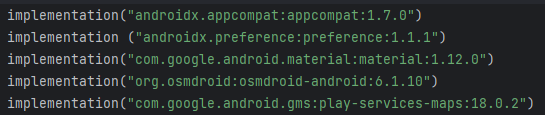 implementation("androidx.appcompat:appcompat:1.7.0")
implementation ("androidx.preference:preference:1.1.1")
implementation("com.google.android.material:material:1.12.0")
implementation("org.osmdroid:osmdroid-android:6.1.10")
implementation("com.google.android.gms:play-services-maps:18.0.2")